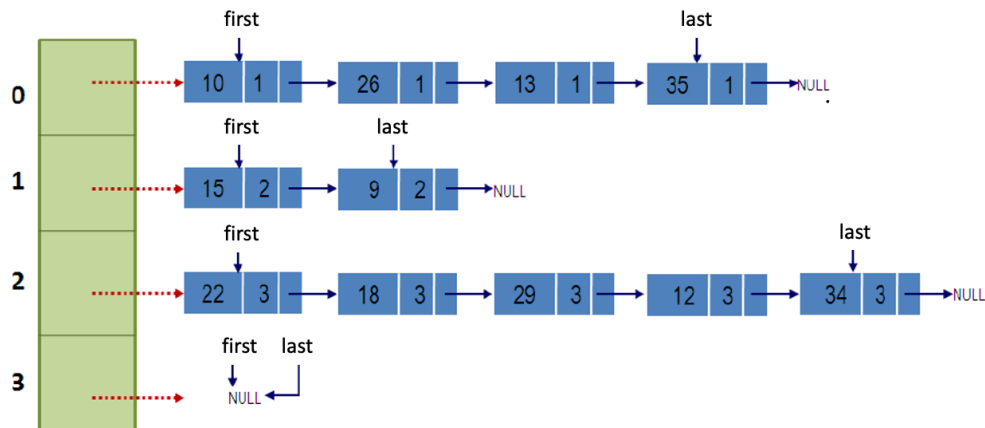 first last
0 10 1 26 1 13 1 35 1 NULL
.
first last
1 15 2 9 2 NULL
first last
2 22 3 18 3 29 3 12 3 34 3 NULL
first last
3 NULL